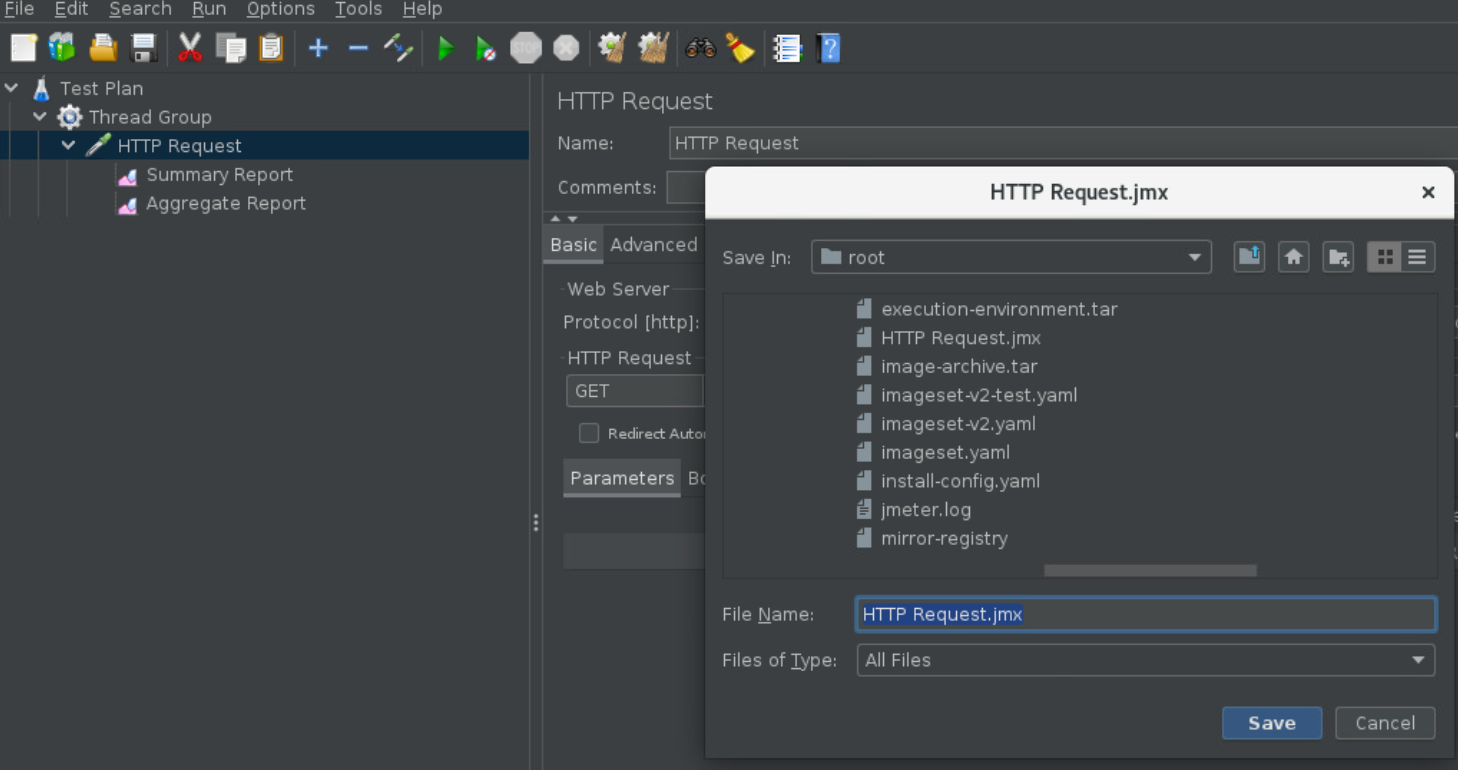 File Edit Search Run Options Tools Help
STOP
Test Plan
Thread Group
HTTP Request
Summary Report
Aggregate Report
HTTP Request
Name: HTTP Request
Comments:
Basic Advanced
Web Server
Protocol [http]:
HTTP Request
GET
Redirect Auto
Parameters Bo
HTTP Request.jmx
Save In: root
execution-environment.tar
HTTP Request.jmx
image-archive.tar
imageset-v2-test.yaml
imageset-v2.yaml
imageset.yaml
install-config.yaml
jmeter.log
mirror-registry
File Name: HTTP Request.jmx
Files of Type: All Files
Save Cancel